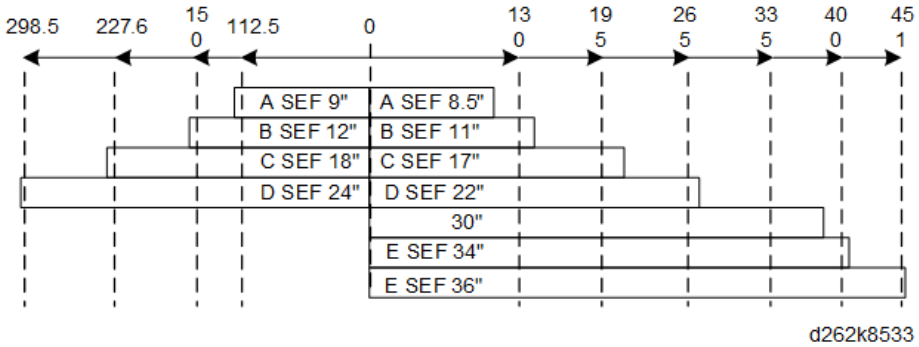 298.5 227.6 15 0 112.5 0 13 0 19 5 26 5 33 5 40 0 45 1
A SEF 9" A SEF 8.5"
B SEF 12" B SEF 11"
C SEF 18" C SEF 17"
D SEF 24" D SEF 22"
30"
E SEF 34"
E SEF 36"
d262k8533